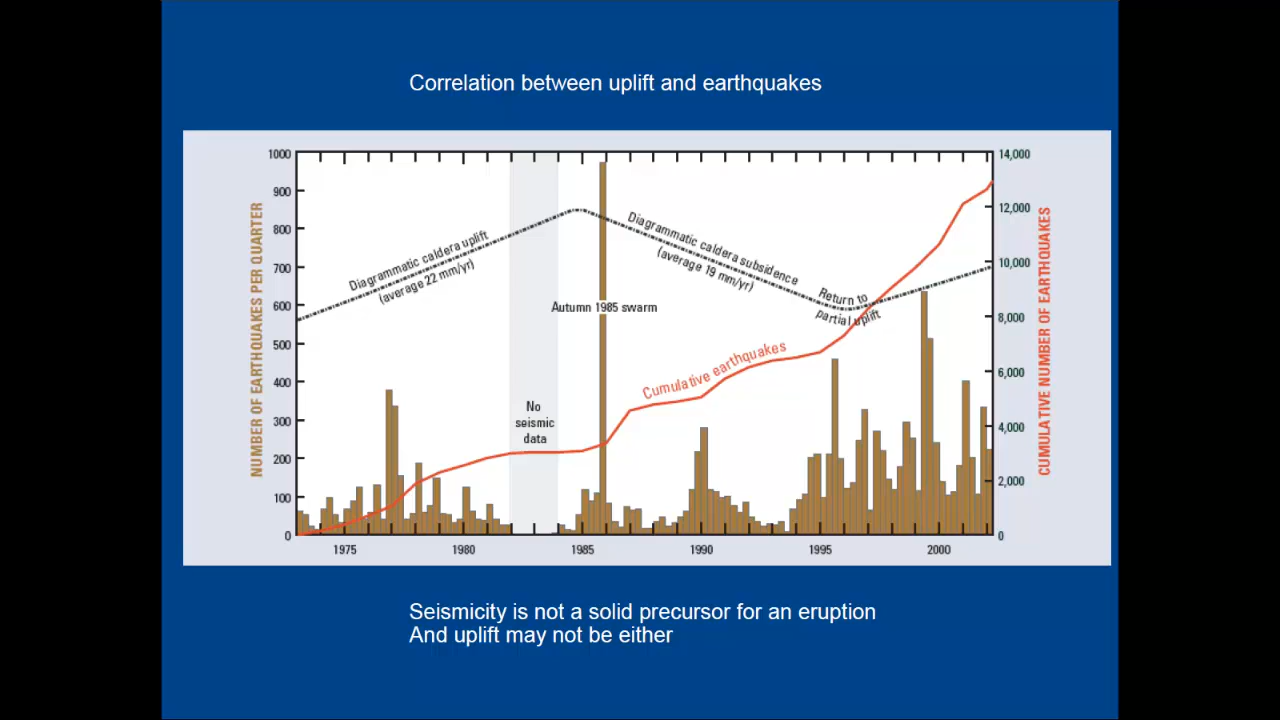 Correlation between uplift and earthquakes
1000
900
800
700
600
500
400
300
200
100
0
NUMBER OF EARTHQUAKES PER QUARTER
14,000
12,000
10,000
8,000
6,000
4,000
2,000
0
CUMULATIVE NUMBER OF EARTHQUAKES
Diagrammatic caldera uplift
(average 22 mm/yr)
Diagrammatic caldera subsidence
(average 19 mm/yr)
Return to
partial uplift
Autumn 1985 swarm
Cumulative earthquakes
No
seismic
data
1975
1980
1985
1990
1995
2000
Seismicity is not a solid precursor for an eruption
And uplift may not be either